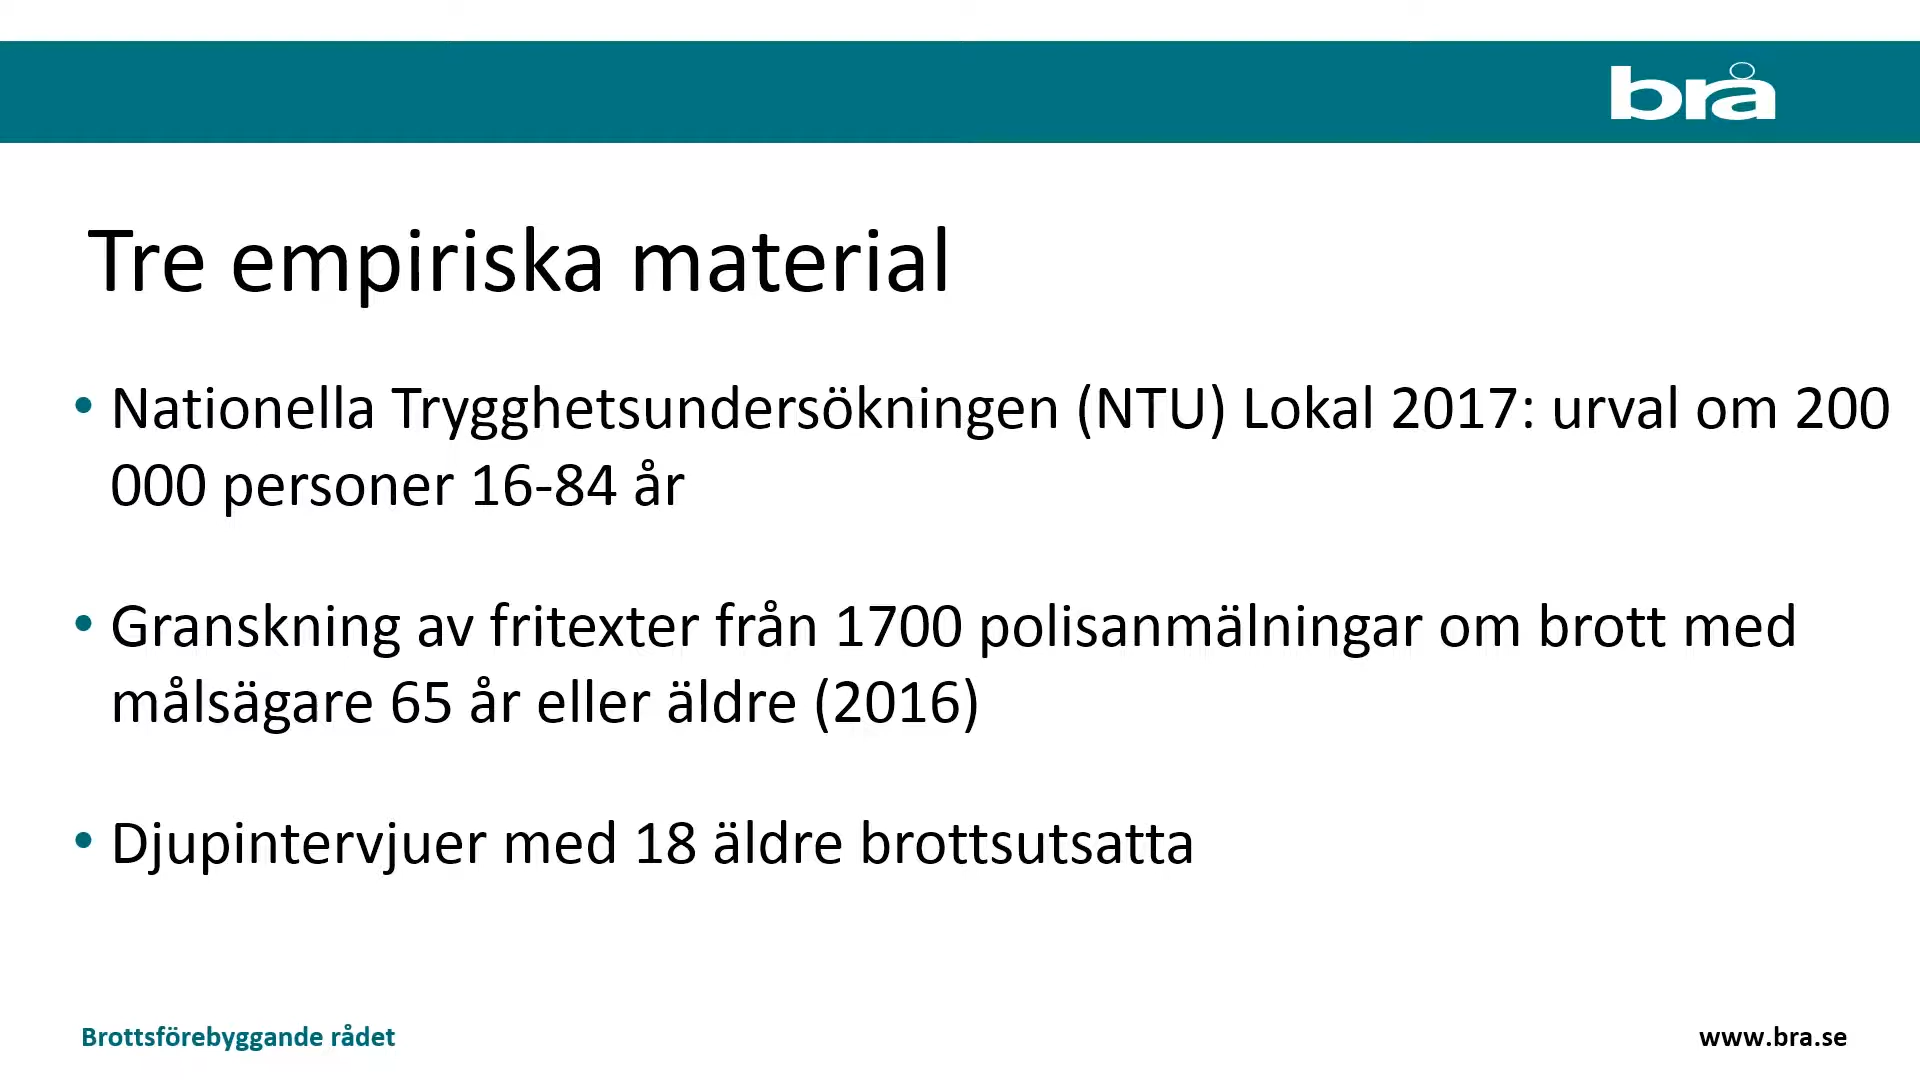 brå
Tre empiriska material
• Nationella Trygghetsundersökningen (NTU) Lokal 2017: urval om 200
000 personer 16-84 år
• Granskning av fritexter från 1700 polisanmälningar om brott med
målsägare 65 år eller äldre (2016)
• Djupintervjuer med 18 äldre brottsutsatta
Brottsförebyggande rådet
www.bra.se